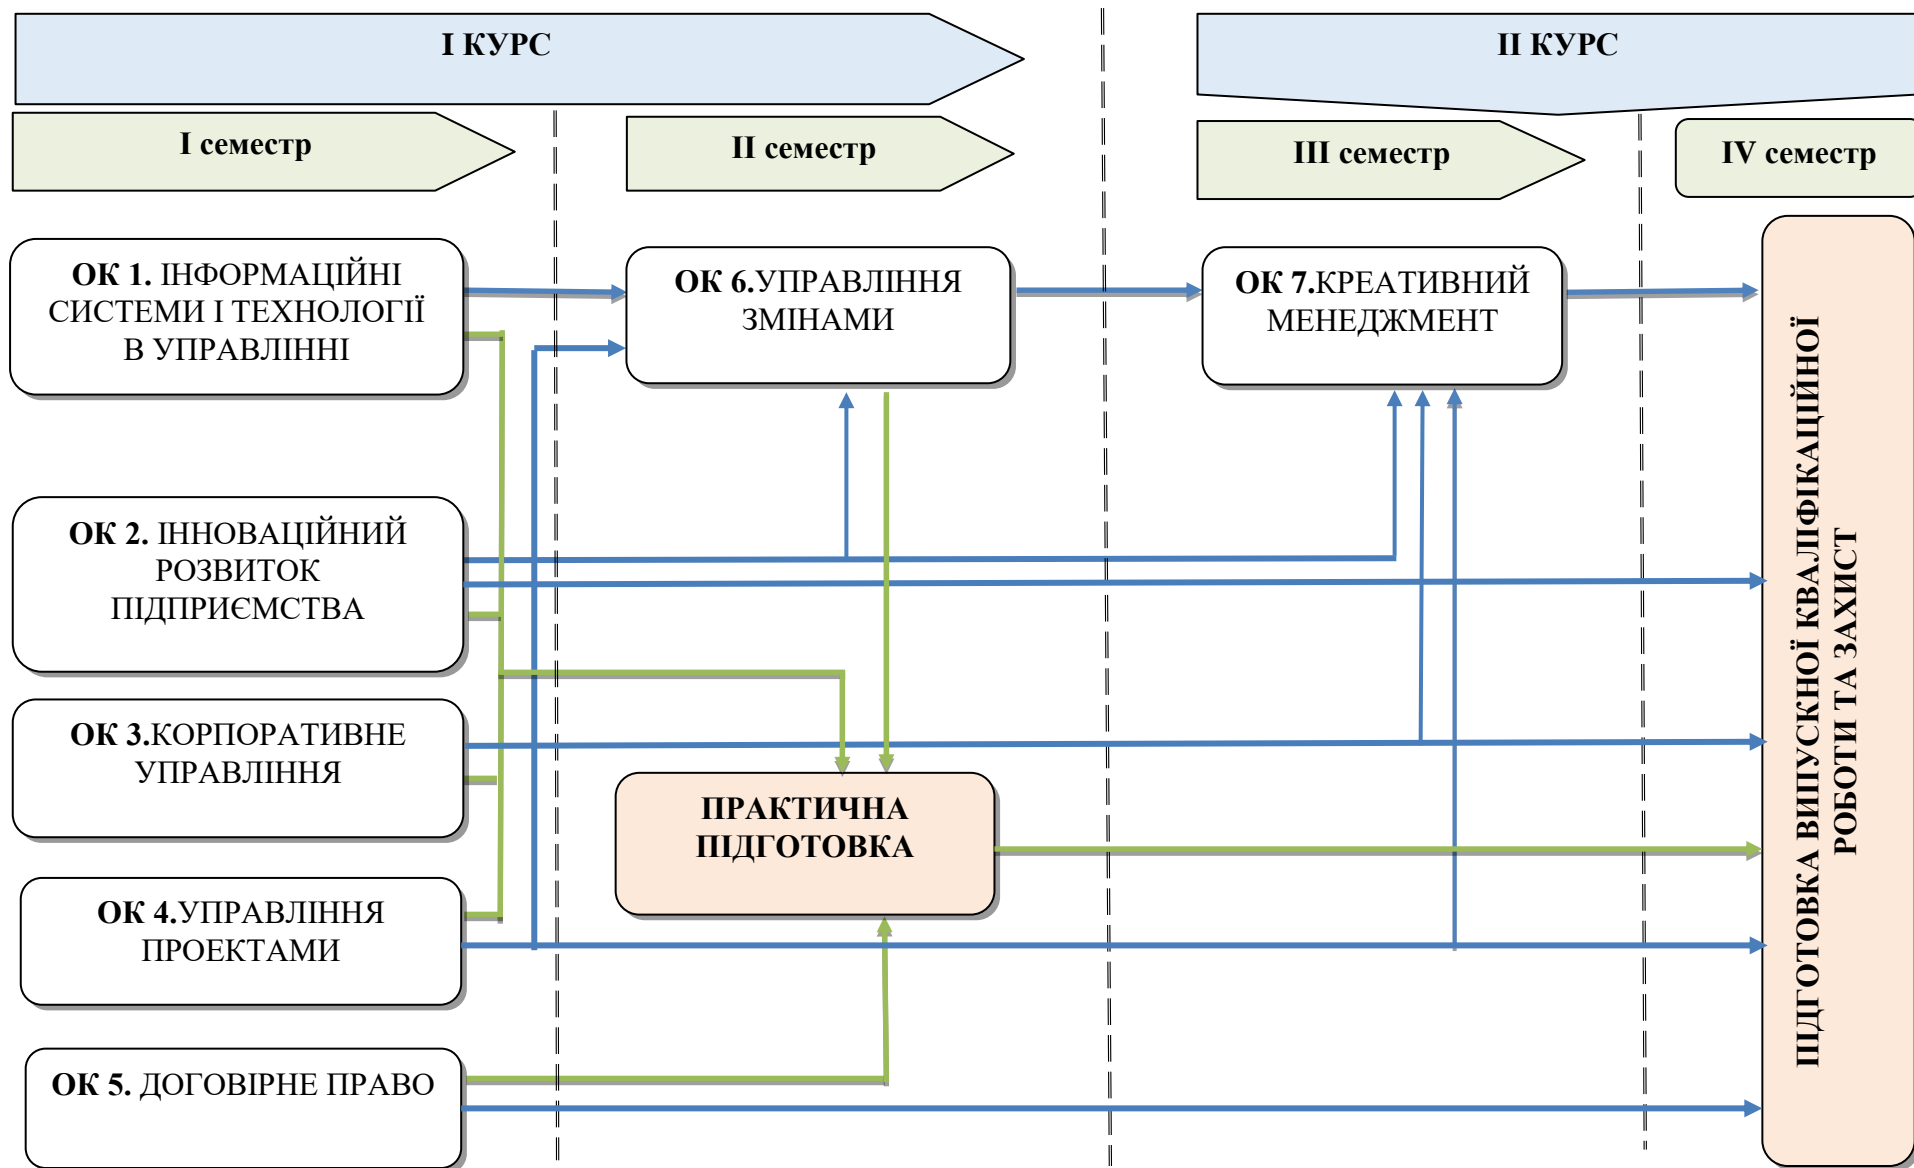 І КУРС
ІІ КУРС
І семестр
ІІ семестр
ІІІ семестр
IV семестр
ОК 1. ІНФОРМАЦІЙНІ
СИСТЕМИ І ТЕХНОЛОГІЇ
В УПРАВЛІННІ
ОК 6.УПРАВЛІННЯ
ЗМІНАМИ
ОК 7.КРЕАТИВНИЙ
МЕНЕДЖМЕНТ
ОК 2. ІННОВАЦІЙНИЙ
РОЗВИТОК
ПІДПРИЄМСТВА
ОК 3.КОРПОРАТИВНЕ
УПРАВЛІННЯ
ПРАКТИЧНА
ПІДГОТОВКА
ОК 4.УПРАВЛІННЯ
ПРОЕКТАМИ
ОК 5. ДОГОВІРНЕ ПРАВО
ПІДГОТОВКА ВИПУСКНОЇ КВАЛІФІКАЦІЙНОЇ
РОБОТИ ТА ЗАХИСТ